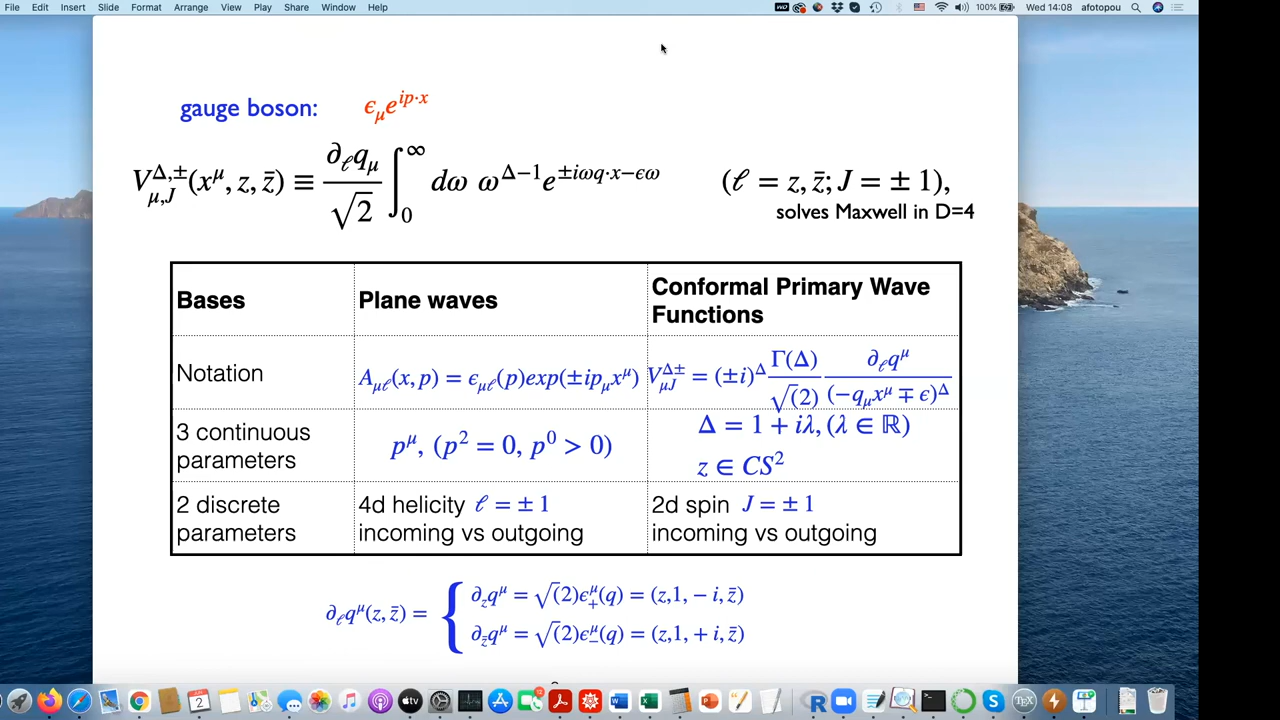 File Edit Insert Slide Format Arrange View Play Share Window Help 100% Wed 14:08 afotopou
gauge boson: ϵ_μ e^{ip·x}
V^{Δ,±}_{μ,J}(x^μ, z, z̄) ≡ ∂_ℓ q_μ / √2 ∫_0^∞ dω ω^{Δ−1} e^{±iωq·x−ϵω} (ℓ = z, z̄; J = ± 1),
solves Maxwell in D=4
Bases Plane waves Conformal Primary Wave
Functions
Notation A_{μℓ}(x, p) = ϵ_{μℓ}(p)exp(±ip_μ x^μ) V^{Δ±}_{μJ} = (±i)^Δ Γ(Δ)/√(2) ∂_ℓ q^μ/(−q_μ x^μ ∓ ϵ)^Δ
3 continuous
parameters p^μ, (p^2 = 0, p^0 > 0) Δ = 1 + iλ, (λ ∈ ℝ)
z ∈ CS^2
2 discrete
parameters 4d helicity ℓ = ± 1
incoming vs outgoing 2d spin J = ± 1
incoming vs outgoing
∂_ℓ q^μ(z, z̄) = {
∂_z q^μ = √(2)ϵ^μ_+(q) = (z,1, − i, z̄)
∂_z̄ q^μ = √(2)ϵ^μ_−(q) = (z,1, + i, z̄)